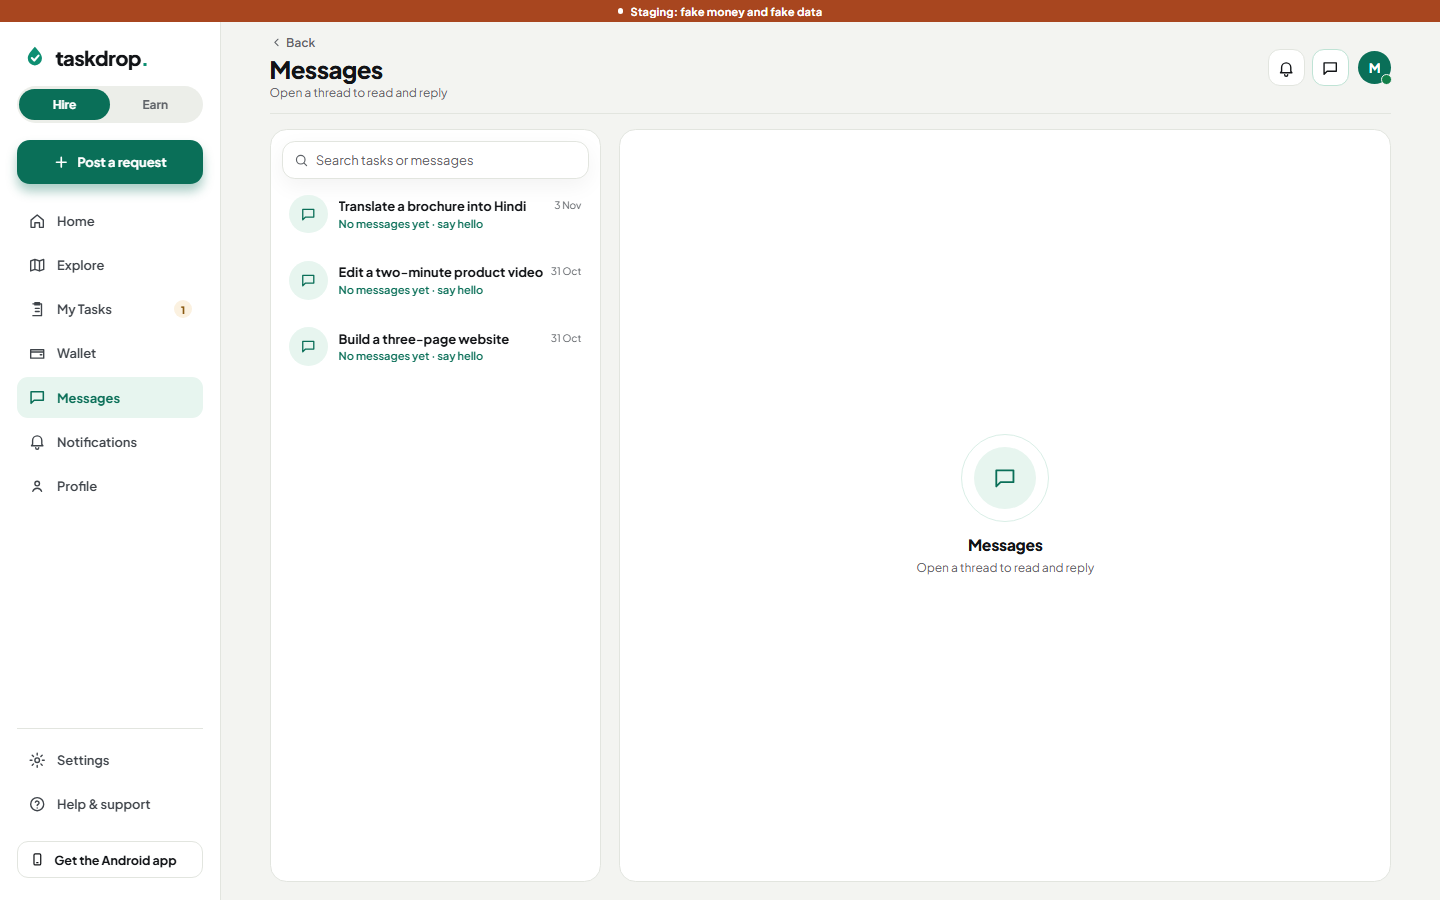 Staging: fake money and fake data
taskdrop.
Hire
Earn
Post a request
Home
Explore
My Tasks
1
Wallet
Messages
Notifications
Profile
Settings
Help & support
Get the Android app
Back
Messages
Open a thread to read and reply
M
Search tasks or messages
Translate a brochure into Hindi
3 Nov
No messages yet · say hello
Edit a two-minute product video
31 Oct
No messages yet · say hello
Build a three-page website
31 Oct
No messages yet · say hello
Messages
Open a thread to read and reply